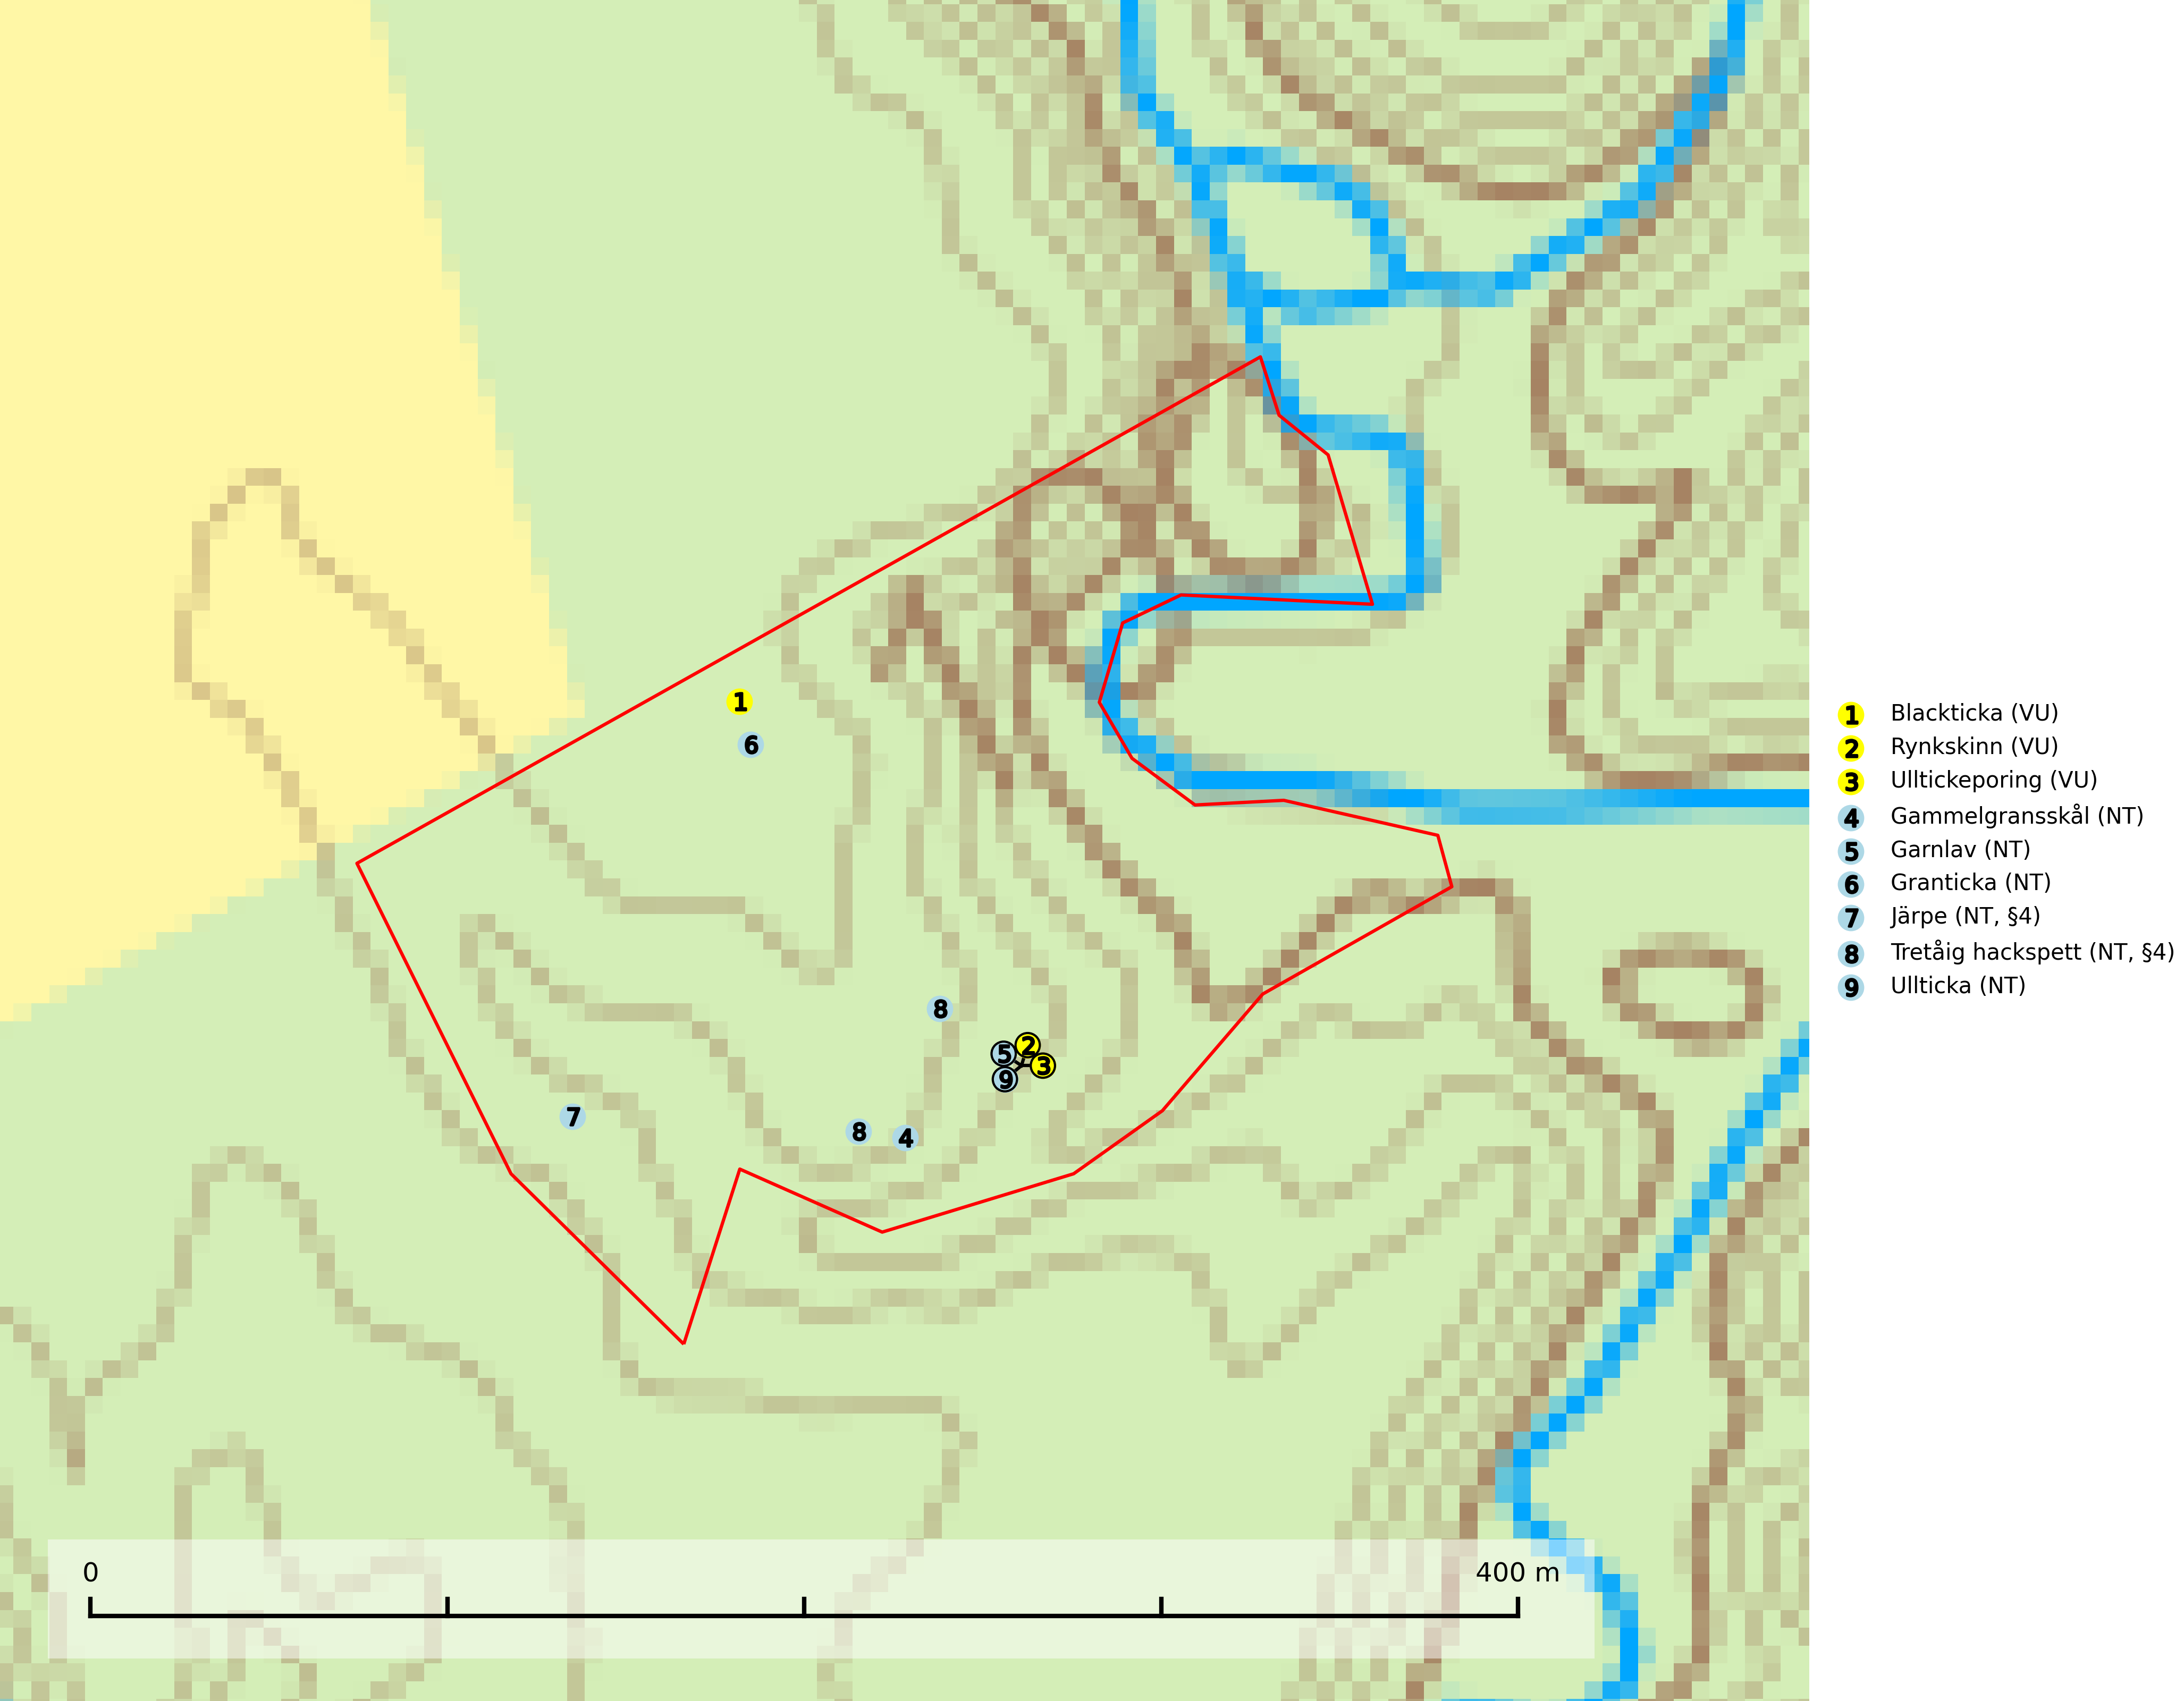 1
6
8
2
5
3
9
7
8
4
0
400 m
1 Blackticka (VU)
2 Rynkskinn (VU)
3 Ulltickeporing (VU)
4 Gammelgransskål (NT)
5 Garnlav (NT)
6 Granticka (NT)
7 Järpe (NT, §4)
8 Tretåig hackspett (NT, §4)
9 Ullticka (NT)